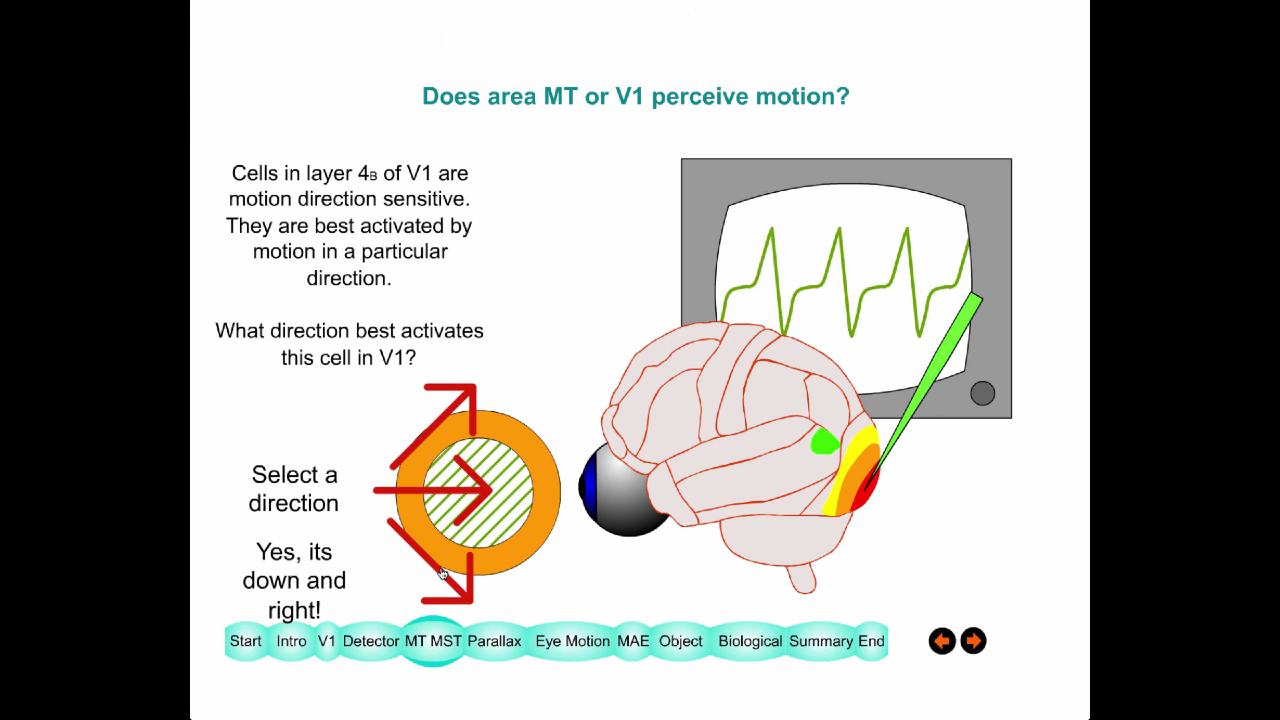 Does area MT or V1 perceive motion?
Cells in layer 4B of V1 are
motion direction sensitive.
They are best activated by
motion in a particular
direction.
What direction best activates
this cell in V1?
Select a
direction
Yes, its
down and
right!
Start Intro V1 Detector MT MST Parallax Eye Motion MAE Object Biological Summary End